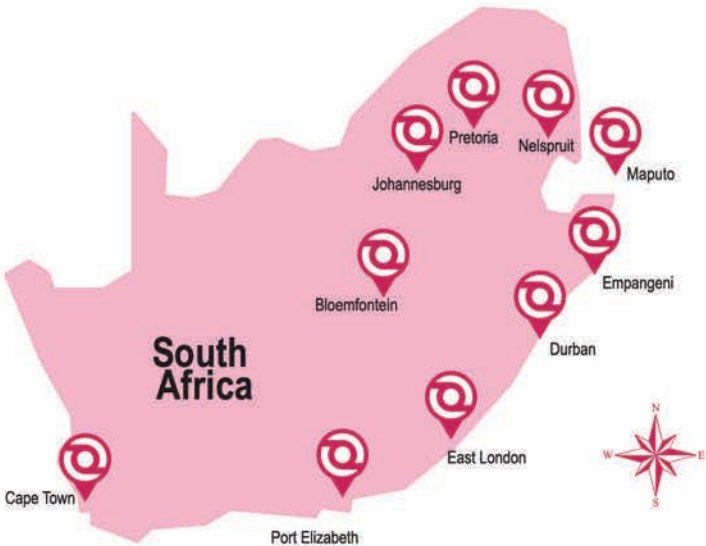 Pretoria
Nelspruit
Johannesburg
Maputo
Empangeni
Bloemfontein
Durban
South
Africa
N
W
E
S
East London
Cape Town
Port Elizabeth